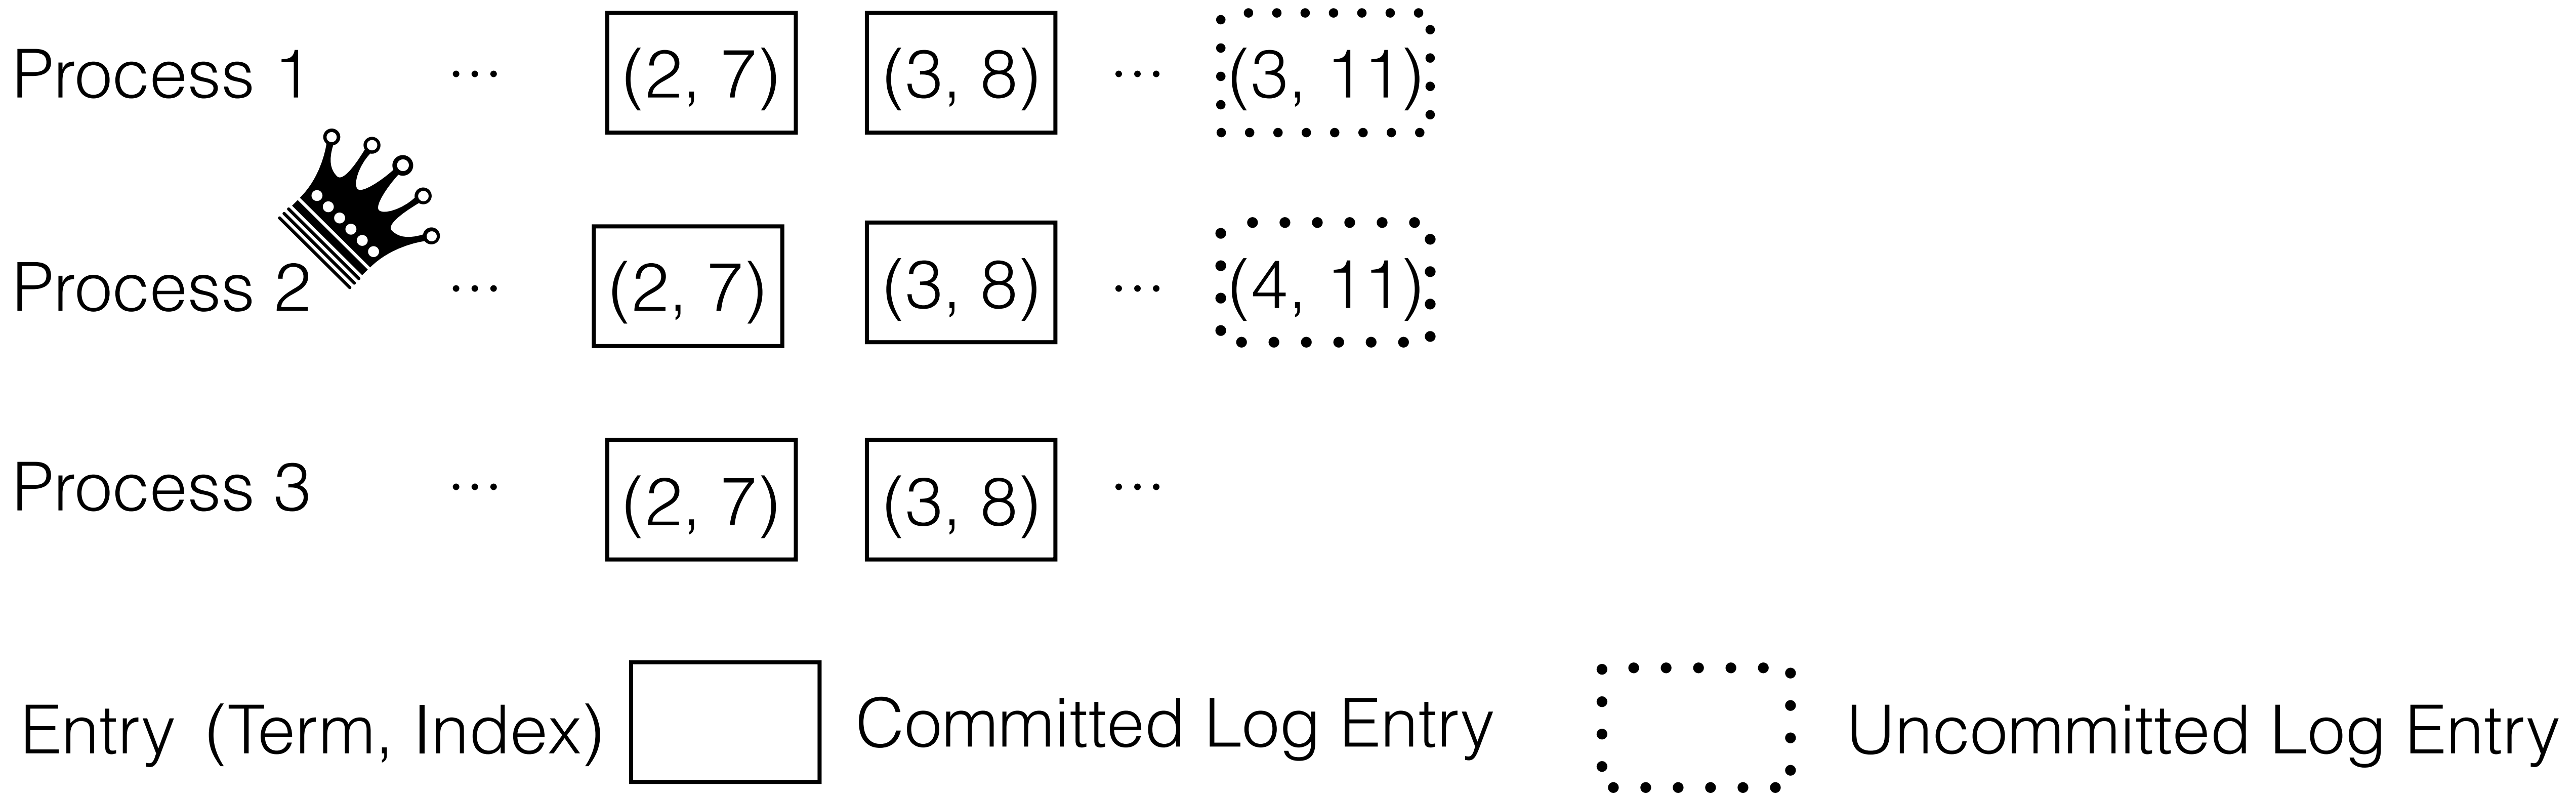 Process 1 ... (2, 7) (3, 8) ... (3, 11)
Process 2 ... (2, 7) (3, 8) ... (4, 11)
Process 3 ... (2, 7) (3, 8) ...
Entry (Term, Index) Committed Log Entry Uncommitted Log Entry